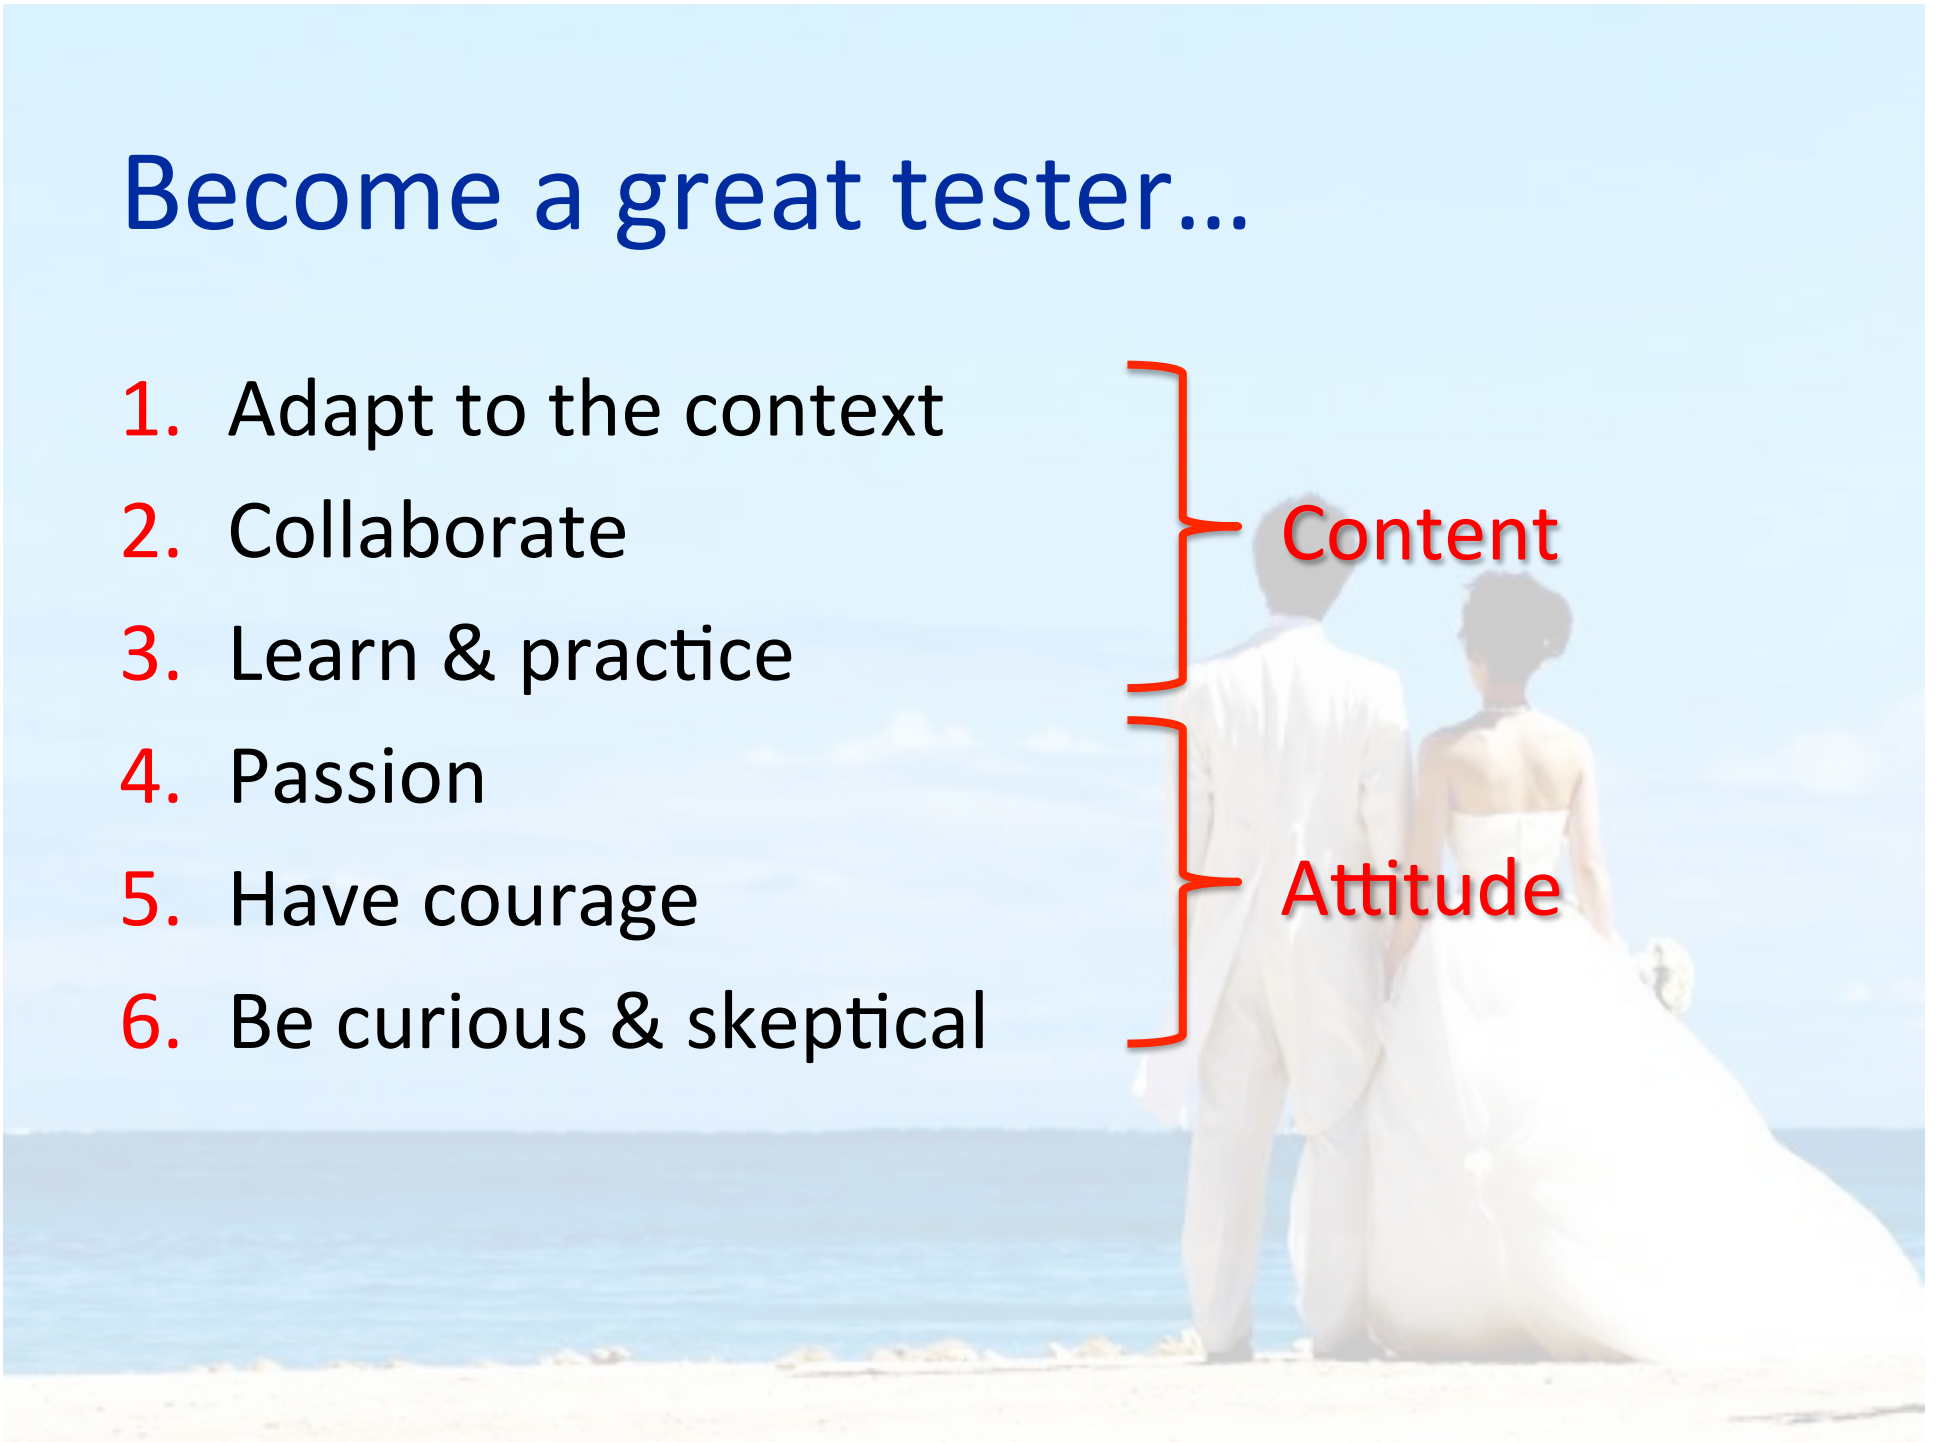 Become a great tester...
1. Adapt to the context
2. Collaborate
3. Learn & practice
Content
4. Passion
5. Have courage
6. Be curious & skeptical
Attitude